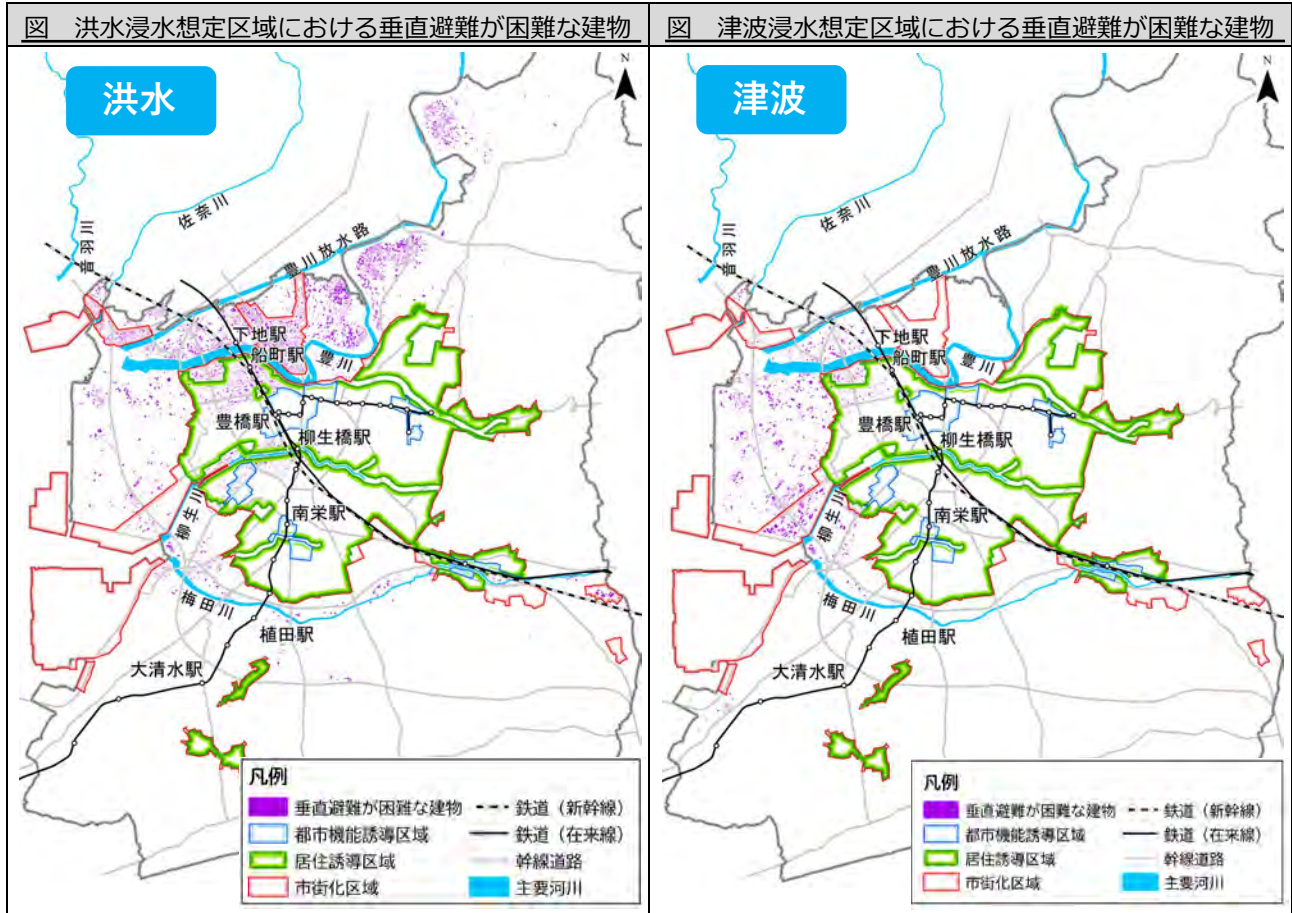 図 洪水浸水想定区域における垂直避難が困難な建物
洪水
N
佐奈川
音羽川
豊川放水路
下地駅
船町駅
豊川
豊橋駅
柳生橋駅
柳生川
南栄駅
梅田川
植田駅
大清水駅
凡例
垂直避難が困難な建物
鉄道（新幹線）
都市機能誘導区域
鉄道（在来線）
居住誘導区域
幹線道路
市街化区域
主要河川
図 津波浸水想定区域における垂直避難が困難な建物
津波
N
佐奈川
音羽川
豊川放水路
下地駅
船町駅
豊川
豊橋駅
柳生橋駅
柳生川
南栄駅
梅田川
植田駅
大清水駅
凡例
垂直避難が困難な建物
鉄道（新幹線）
都市機能誘導区域
鉄道（在来線）
居住誘導区域
幹線道路
市街化区域
主要河川